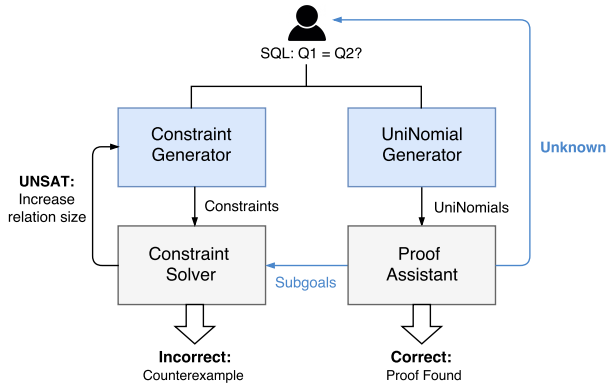 SQL: Q1 = Q2?
Constraint
Generator
UniNomial
Generator
Unknown
UNSAT:
Increase
relation size
Constraints
UniNomials
Constraint
Solver
Subgoals
Proof
Assistant
Incorrect:
Counterexample
Correct:
Proof Found